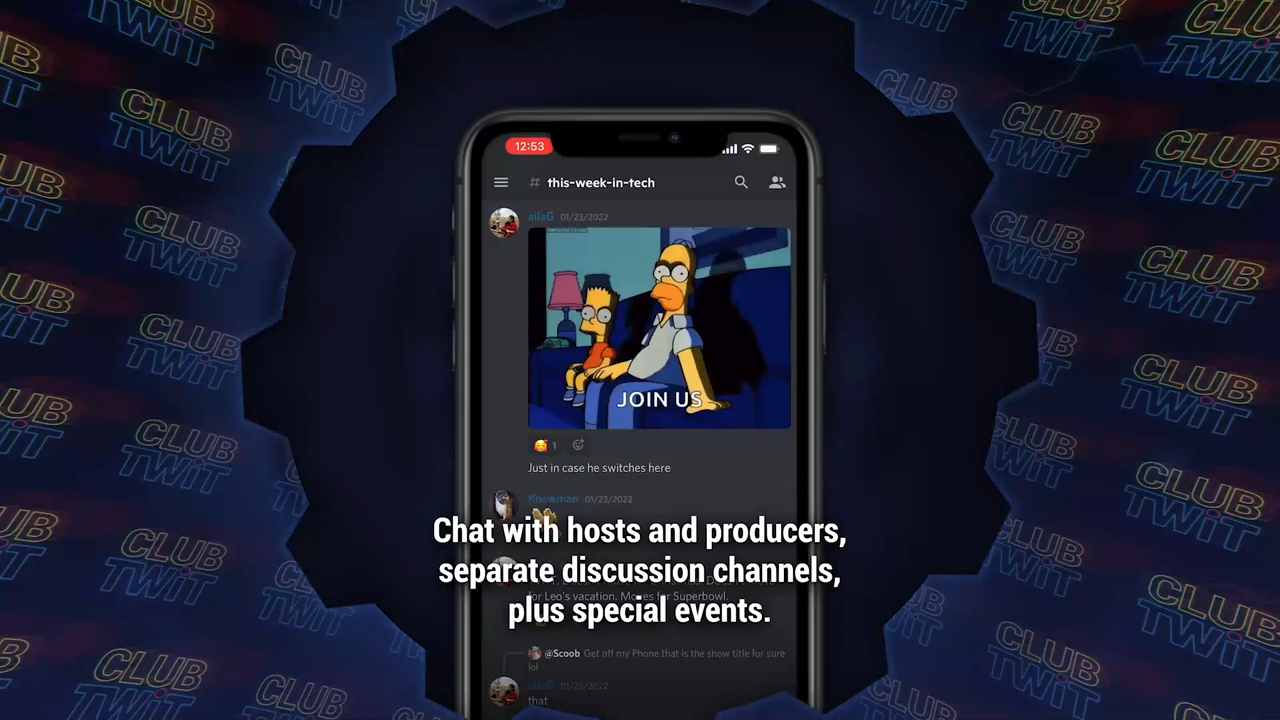 CLUB
TWiT
12:53
# this-week-in-tech
ailaG 01/23/2022
JOIN US
1
Just in case he switches here
Knewman 01/23/2022
Chat with hosts and producers,
separate discussion channels,
for Leo's vacation. Moves for Superbowl.
plus special events.
@Scoob Get off my Phone that is the show title for sure
lol
ailaG 01/23/2022
that